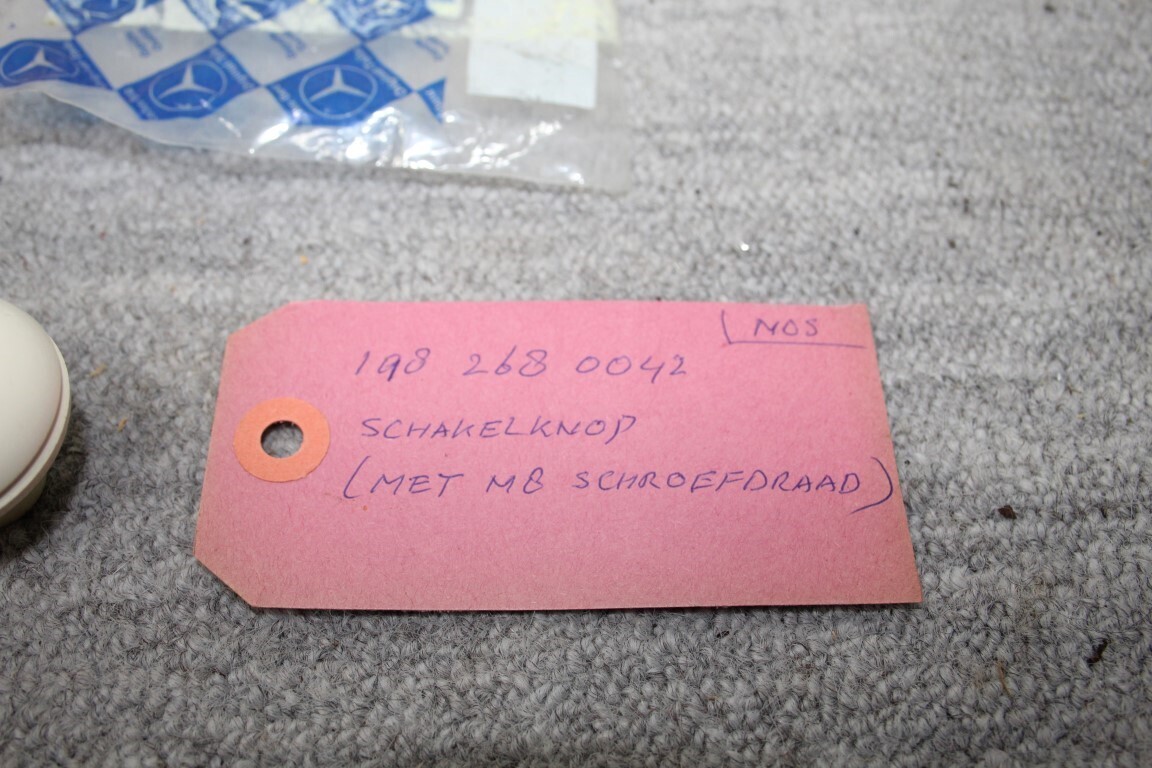 NOS
198 268 0042
SCHAKELKNOP
(MET M8 SCHROEFDRAAD)